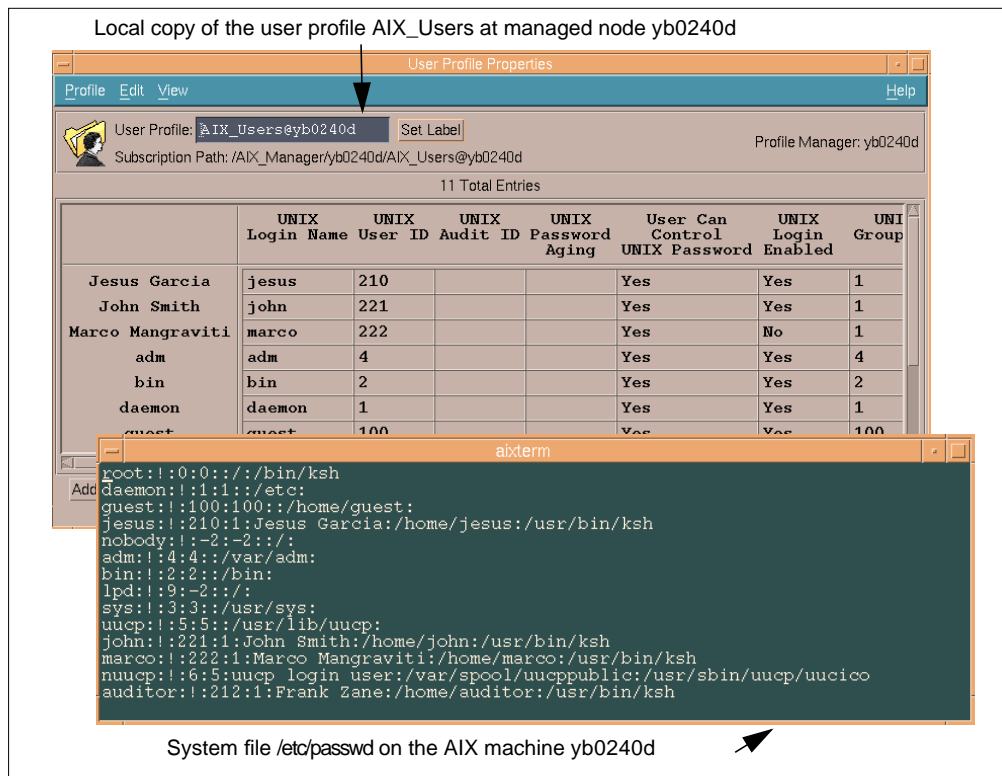 Local copy of the user profile AIX_Users at managed node yb0240d
User Profile Properties
Profile Edit View Help
User Profile: AIX_Users@yb0240d Set Label
Profile Manager: yb0240d
Subscription Path: /AIX_Manager/yb0240d/AIX_Users@yb0240d
11 Total Entries
UNIX UNIX UNIX UNIX User Can UNIX UNI
Login Name User ID Audit ID Password Control Login Group
Aging UNIX Password Enabled
Jesus Garcia jesus 210 Yes Yes 1
John Smith john 221 Yes Yes 1
Marco Mangraviti marco 222 Yes No 1
adm adm 4 Yes Yes 4
bin bin 2 Yes Yes 2
daemon daemon 1 Yes Yes 1
guest guest 100 Yes Yes 100
Add
aixterm
root:!:0:0::/:/bin/ksh
daemon:!:1:1::/etc:
guest:!:100:100::/home/guest:
jesus:!:210:1:Jesus Garcia:/home/jesus:/usr/bin/ksh
nobody:!:-2:-2::/:
adm:!:4:4::/var/adm:
bin:!:2:2::/bin:
lpd:!:9:-2::/:
sys:!:3:3::/usr/sys:
uucp:!:5:5::/usr/lib/uucp:
john:!:221:1:John Smith:/home/john:/usr/bin/ksh
marco:!:222:1:Marco Mangraviti:/home/marco:/usr/bin/ksh
nuucp:!:6:5:uucp login user:/var/spool/uucppublic:/usr/sbin/uucp/uucico
auditor:!:212:1:Frank Zane:/home/auditor:/usr/bin/ksh
System file /etc/passwd on the AIX machine yb0240d